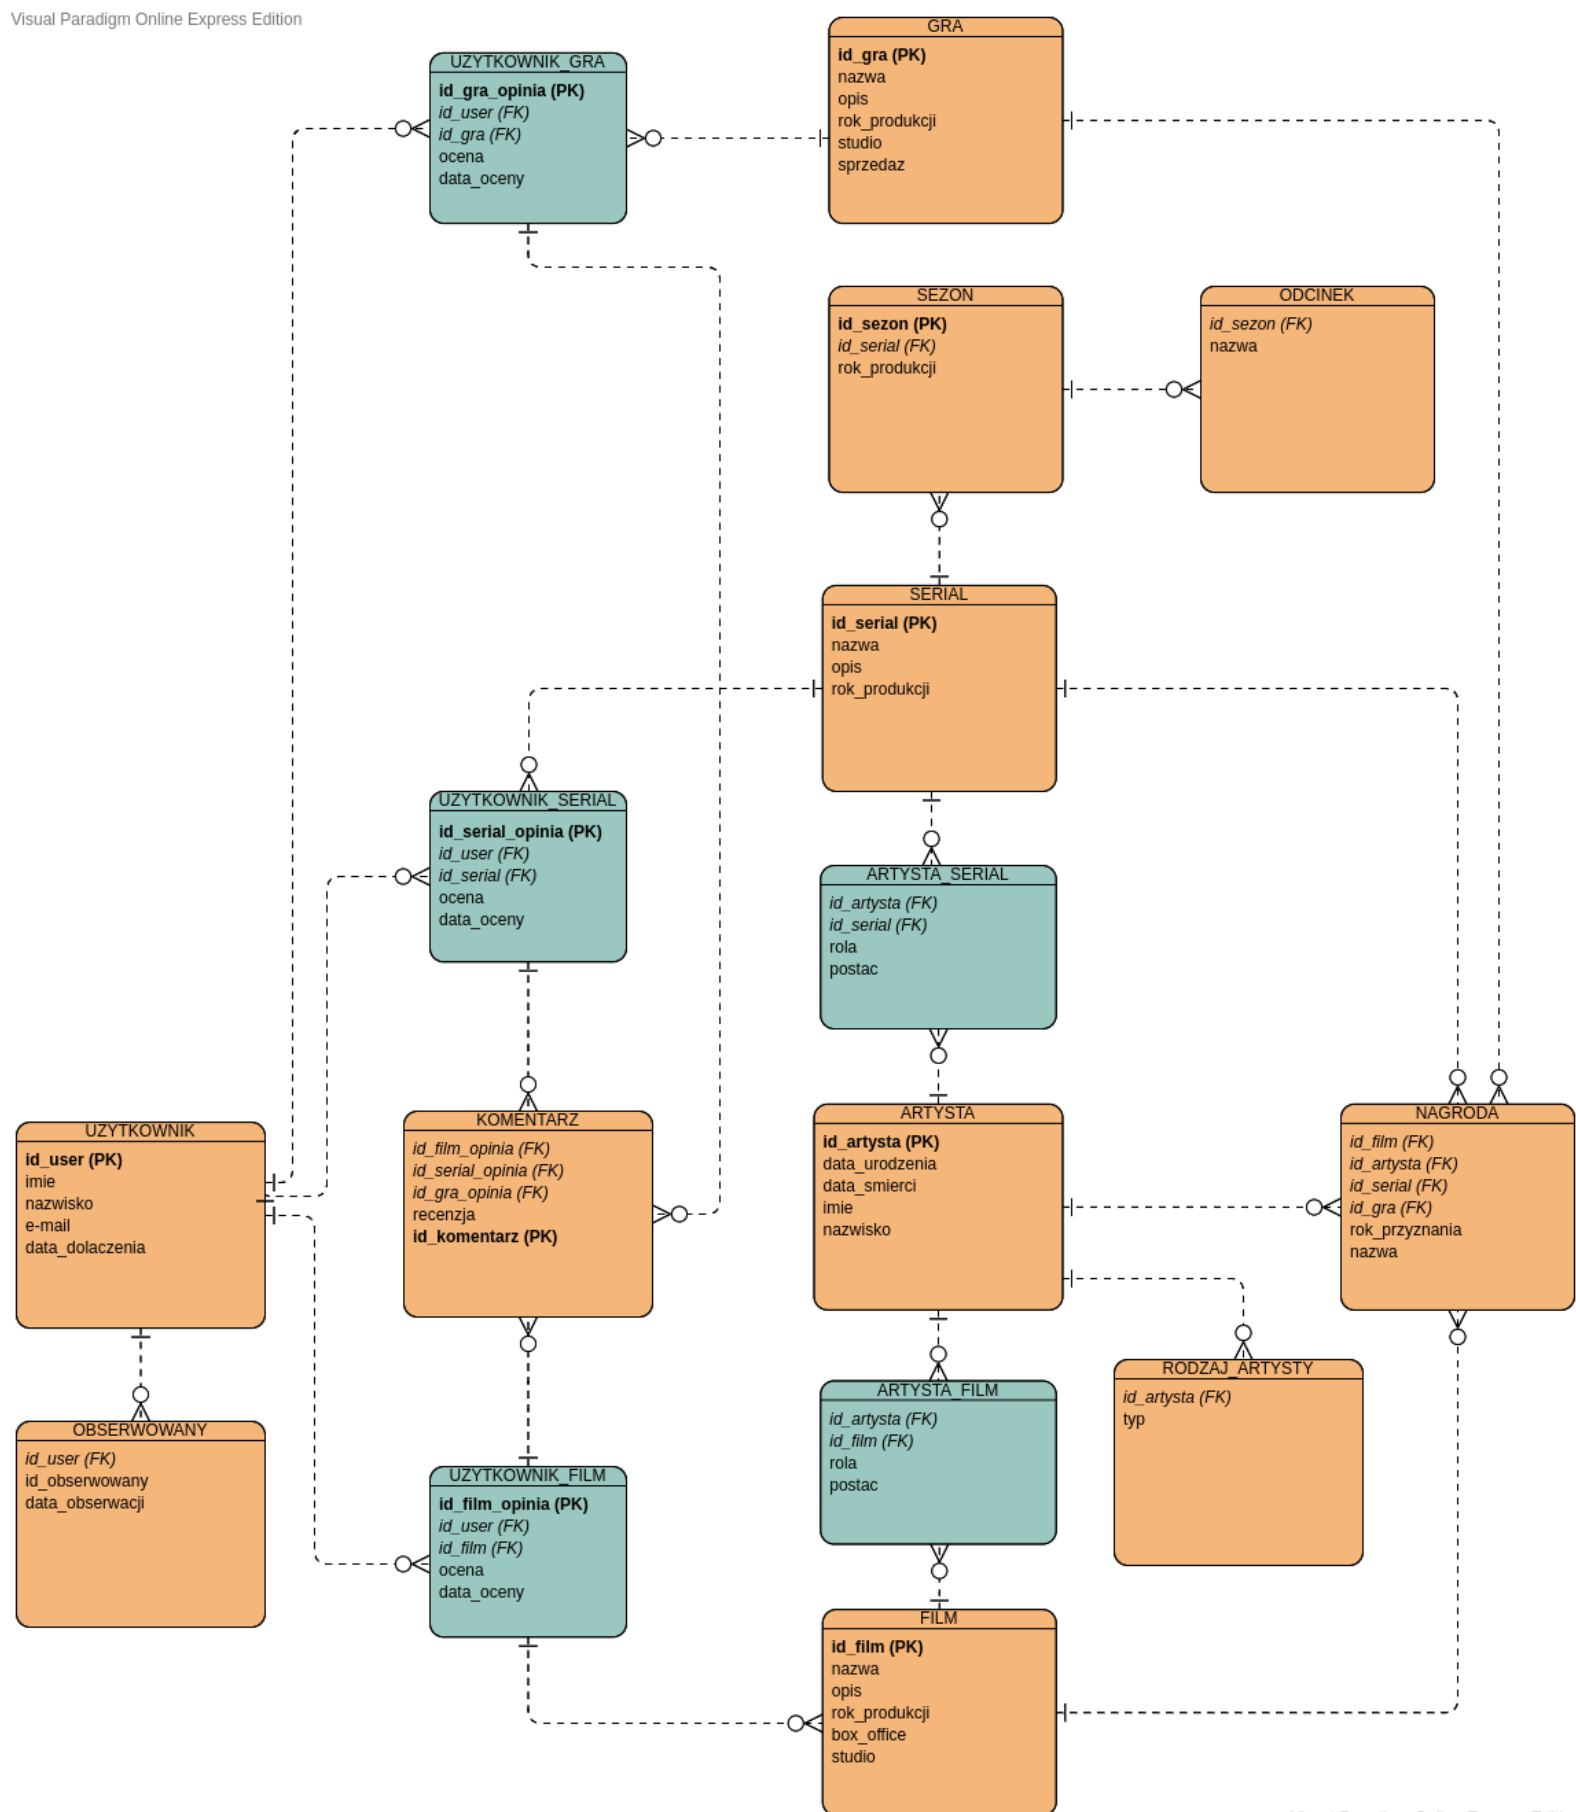 Visual Paradigm Online Express Edition
GRA
id_gra (PK)
nazwa
opis
rok_produkcji
studio
sprzedaz
UZYTKOWNIK_GRA
id_gra_opinia (PK)
id_user (FK)
id_gra (FK)
ocena
data_oceny
SEZON
id_sezon (PK)
id_serial (FK)
rok_produkcji
ODCINEK
id_sezon (FK)
nazwa
SERIAL
id_serial (PK)
nazwa
opis
rok_produkcji
UZYTKOWNIK_SERIAL
id_serial_opinia (PK)
id_user (FK)
id_serial (FK)
ocena
data_oceny
ARTYSTA_SERIAL
id_artysta (FK)
id_serial (FK)
rola
postac
UZYTKOWNIK
id_user (PK)
imie
nazwisko
e-mail
data_dolaczenia
KOMENTARZ
id_film_opinia (FK)
id_serial_opinia (FK)
id_gra_opinia (FK)
recenzja
id_komentarz (PK)
ARTYSTA
id_artysta (PK)
data_urodzenia
data_smierci
imie
nazwisko
NAGRODA
id_film (FK)
id_artysta (FK)
id_serial (FK)
id_gra (FK)
rok_przyznania
nazwa
OBSERWOWANY
id_user (FK)
id_obserwowany
data_obserwacji
UZYTKOWNIK_FILM
id_film_opinia (PK)
id_user (FK)
id_film (FK)
ocena
data_oceny
ARTYSTA_FILM
id_artysta (FK)
id_film (FK)
rola
postac
RODZAJ_ARTYSTY
id_artysta (FK)
typ
FILM
id_film (PK)
nazwa
opis
rok_produkcji
box_office
studio